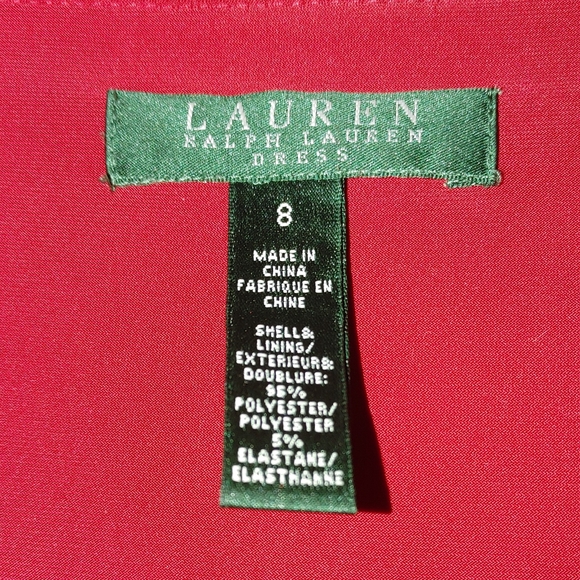 LAUREN
RALPH LAUREN
DRESS
8
MADE IN
CHINA
FABRIQUE EN
CHINE
SHELL&
LINING/
EXTERIEUR&
DOUBLURE:
95%
POLYESTER/
POLYESTER
5%
ELASTANE/
ELASTHANNE